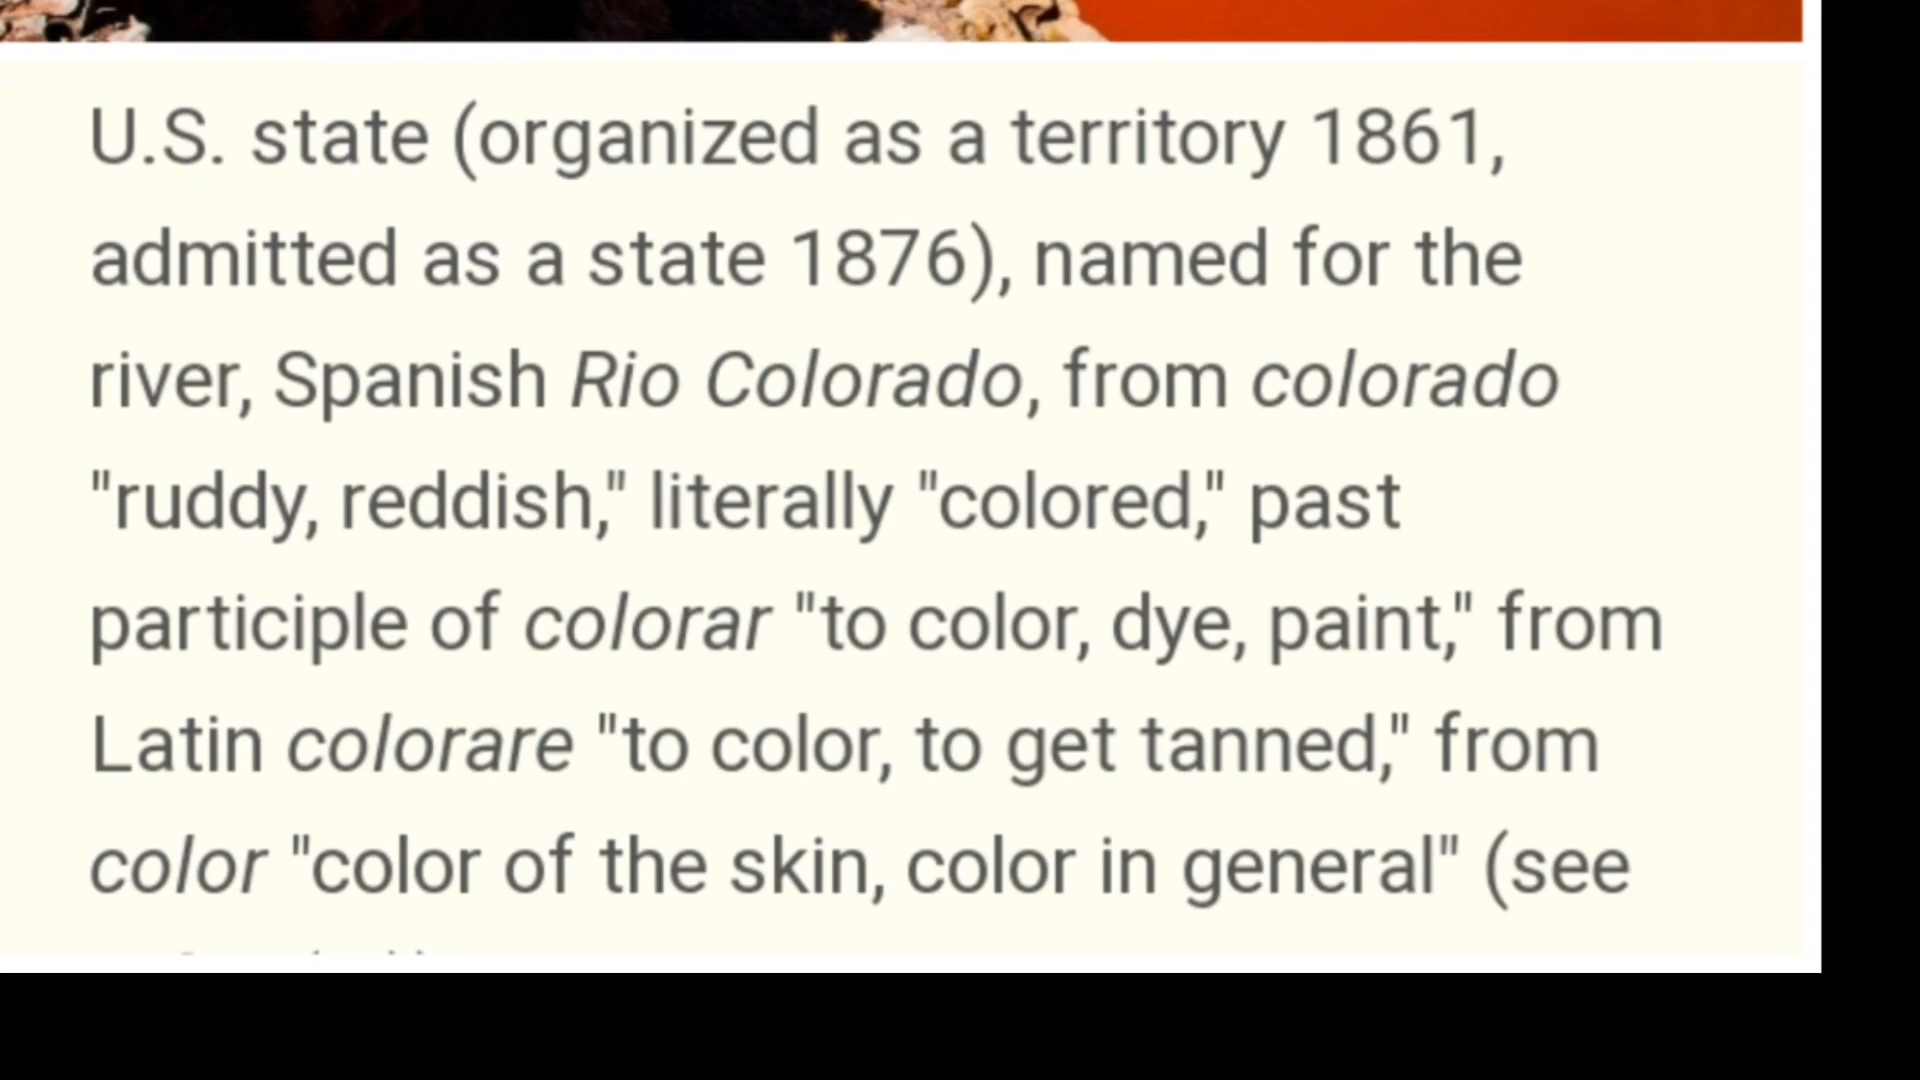 U.S. state (organized as a territory 1861,
admitted as a state 1876), named for the
river, Spanish Rio Colorado, from colorado
"ruddy, reddish," literally "colored," past
participle of colorar "to color, dye, paint," from
Latin colorare "to color, to get tanned," from
color "color of the skin, color in general" (see